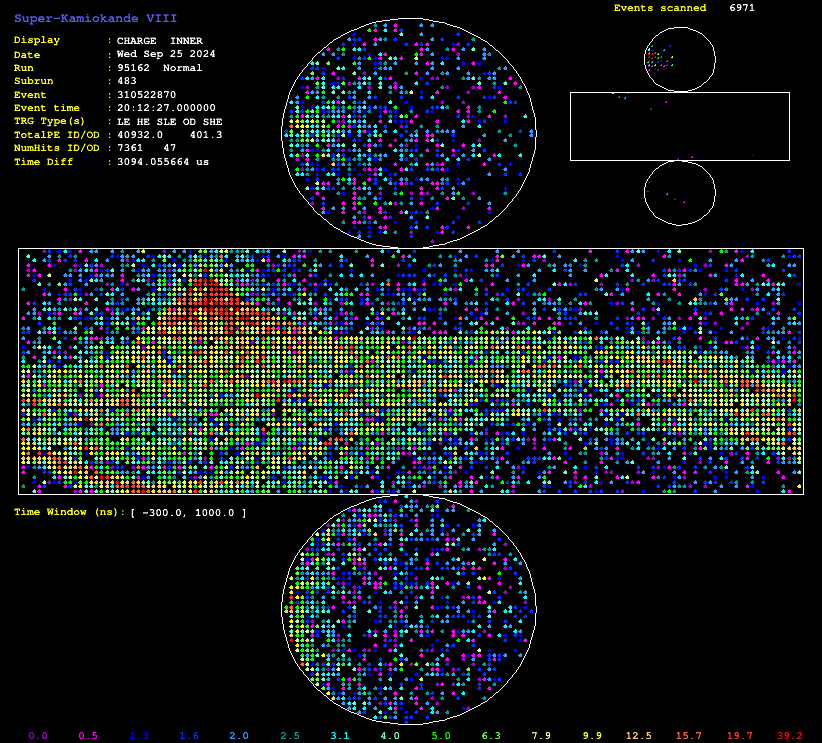 Super-Kamiokande VIII
Events scanned 6971
Display : CHARGE INNER
Date : Wed Sep 25 2024
Run : 95162 Normal
Subrun : 483
Event : 310522870
Event time : 20:12:27.000000
TRG Type(s) : LE HE SLE OD SHE
TotalPE ID/OD : 40932.0 401.3
NumHits ID/OD : 7361 47
Time Diff : 3094.055664 us
Time Window (ns): [ -300.0, 1000.0 ]
0.0 0.5 1.3 1.6 2.0 2.5 3.1 4.0 5.0 6.3 7.9 9.9 12.5 15.7 19.7 39.2